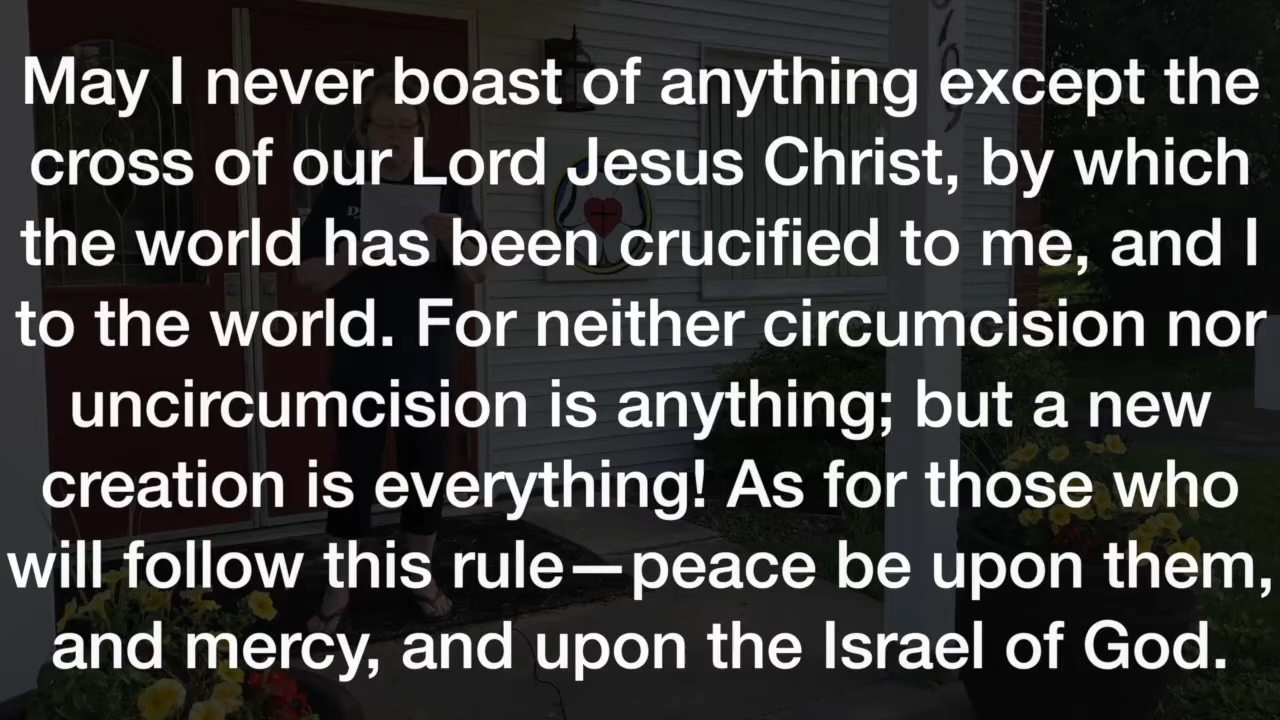 May I never boast of anything except the
cross of our Lord Jesus Christ, by which
the world has been crucified to me, and I
to the world. For neither circumcision nor
uncircumcision is anything; but a new
creation is everything! As for those who
will follow this rule—peace be upon them,
and mercy, and upon the Israel of God.